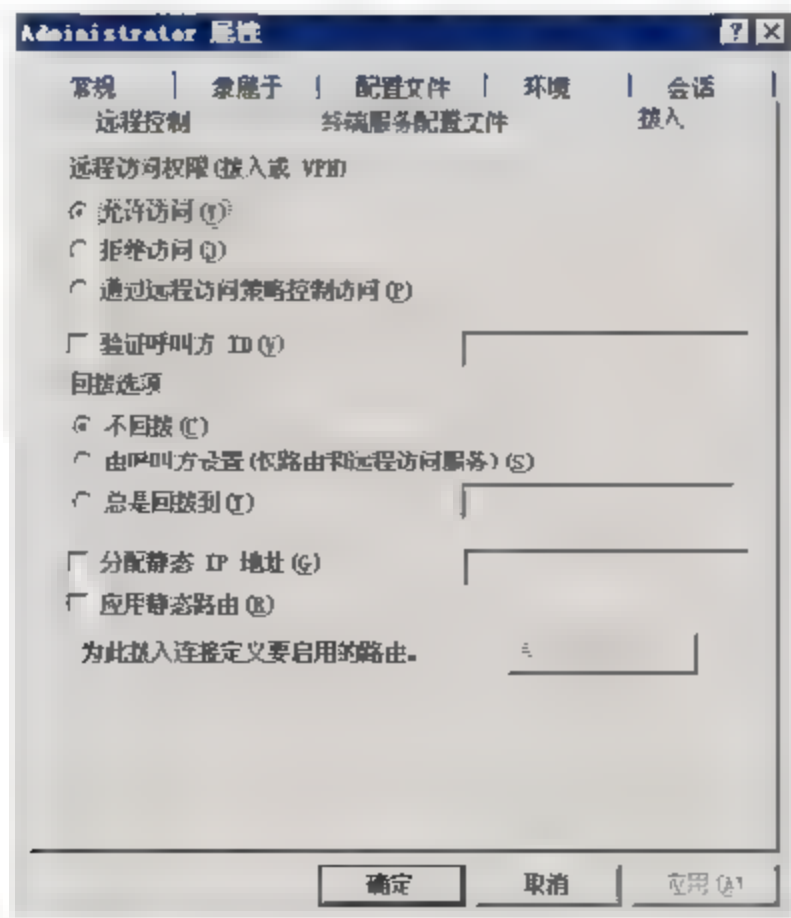 Administrator 属性
常规 隶属于 配置文件 环境 会话
远程控制 终端服务配置文件 拨入
远程访问权限(拨入或 VPN)
允许访问(Y)
拒绝访问(Q)
通过远程访问策略控制访问(P)
验证呼叫方 ID(V)
回拨选项
不回拨(C)
由呼叫方设置(仅路由和远程访问服务)(S)
总是回拨到(Y)
分配静态 IP 地址(G)
应用静态路由(R)
为此拨入连接定义要启用的路由。
确定 取消 应用(A)